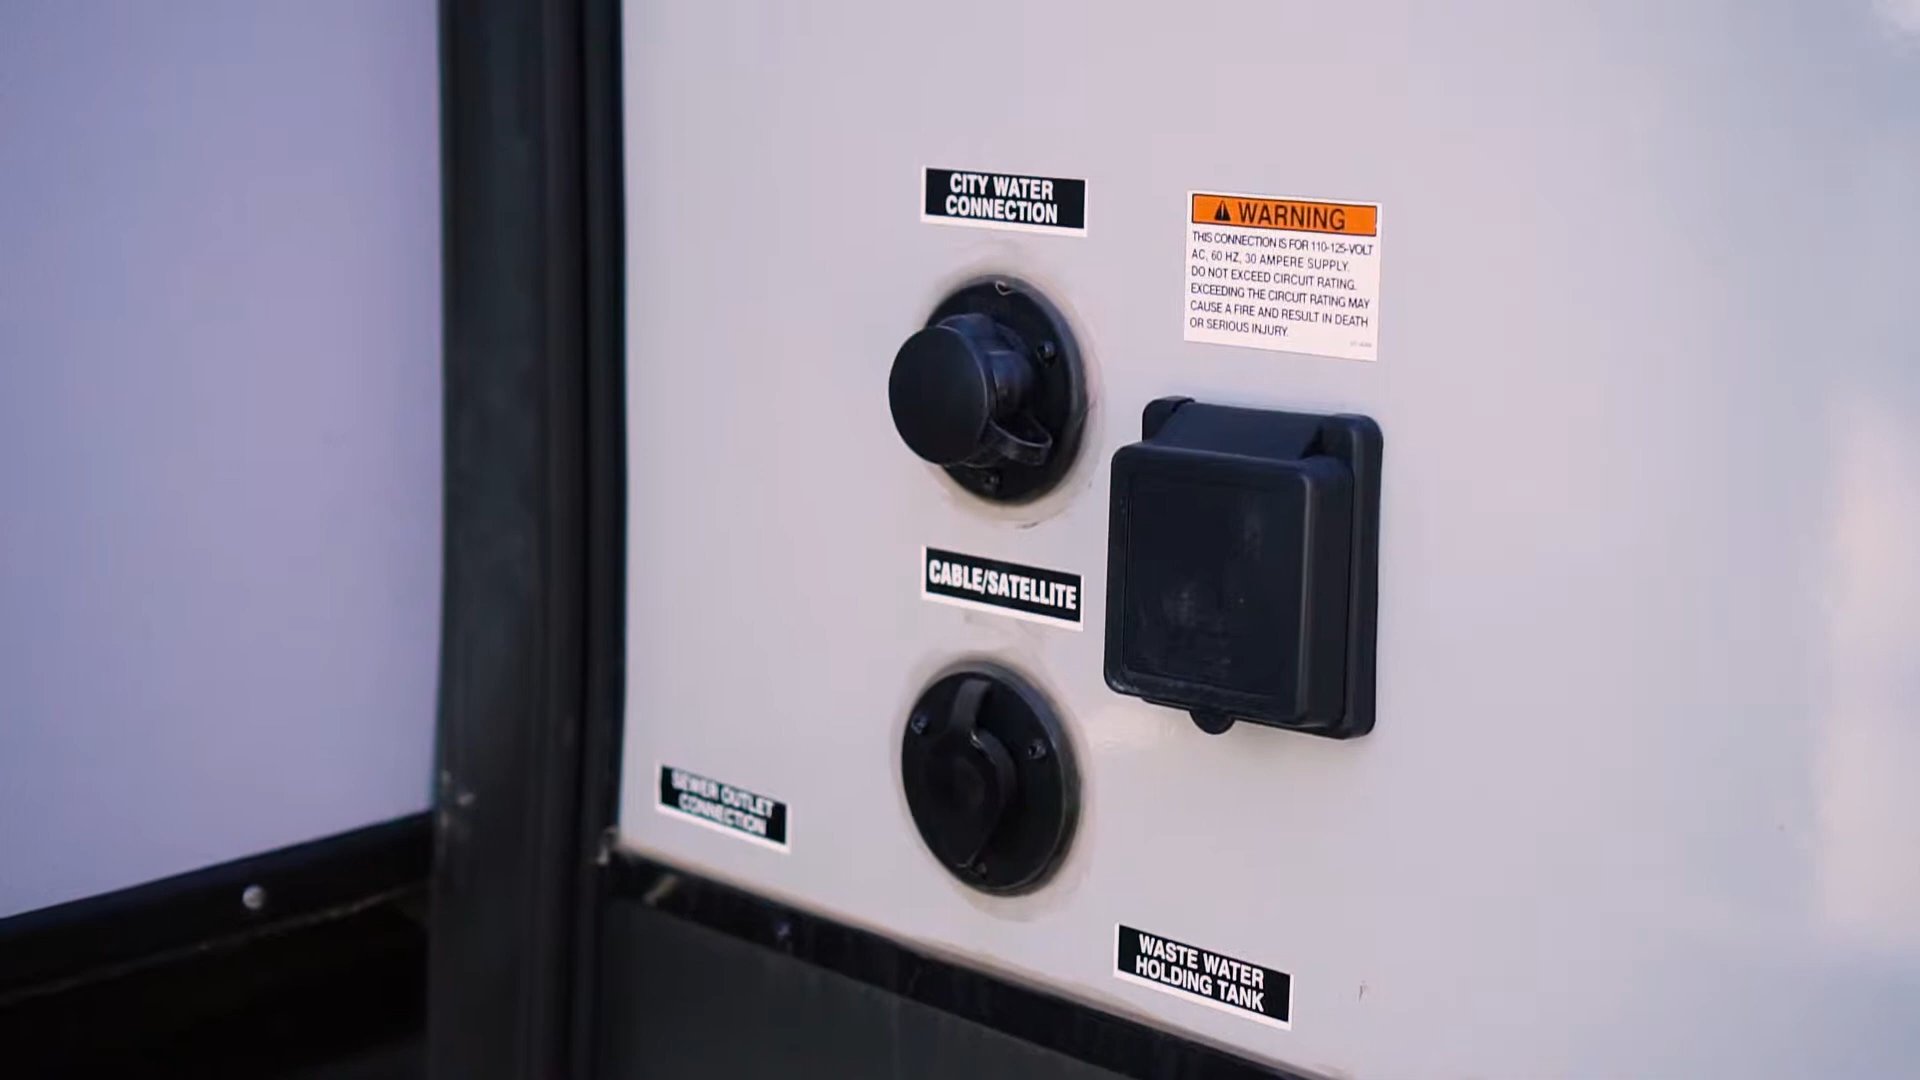 CITY WATER
CONNECTION
WARNING
THIS CONNECTION IS FOR 110-125-VOLT
AC, 60 HZ, 30 AMPERE SUPPLY.
DO NOT EXCEED CIRCUIT RATING.
EXCEEDING THE CIRCUIT RATING MAY
CAUSE A FIRE AND RESULT IN DEATH
OR SERIOUS INJURY.
CABLE/SATELLITE
SEWER OUTLET
CONNECTION
WASTE WATER
HOLDING TANK